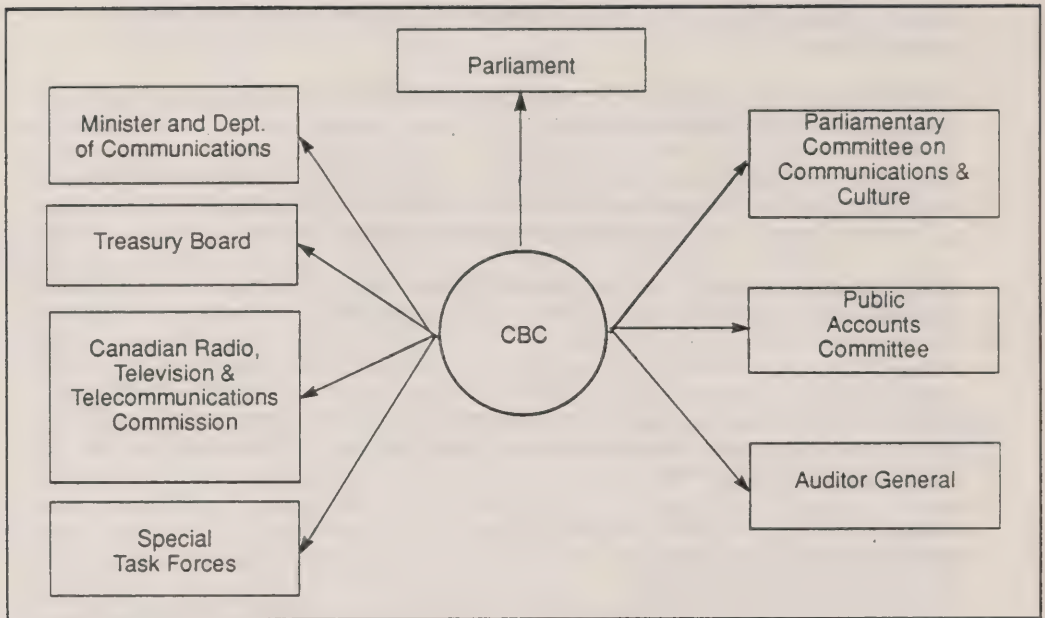 Parliament
Minister and Dept.
of Communications
Treasury Board
Canadian Radio,
Television &
Telecommunications
Commission
Special
Task Forces
CBC
Parliamentary
Committee on
Communications &
Culture
Public
Accounts
Committee
Auditor General